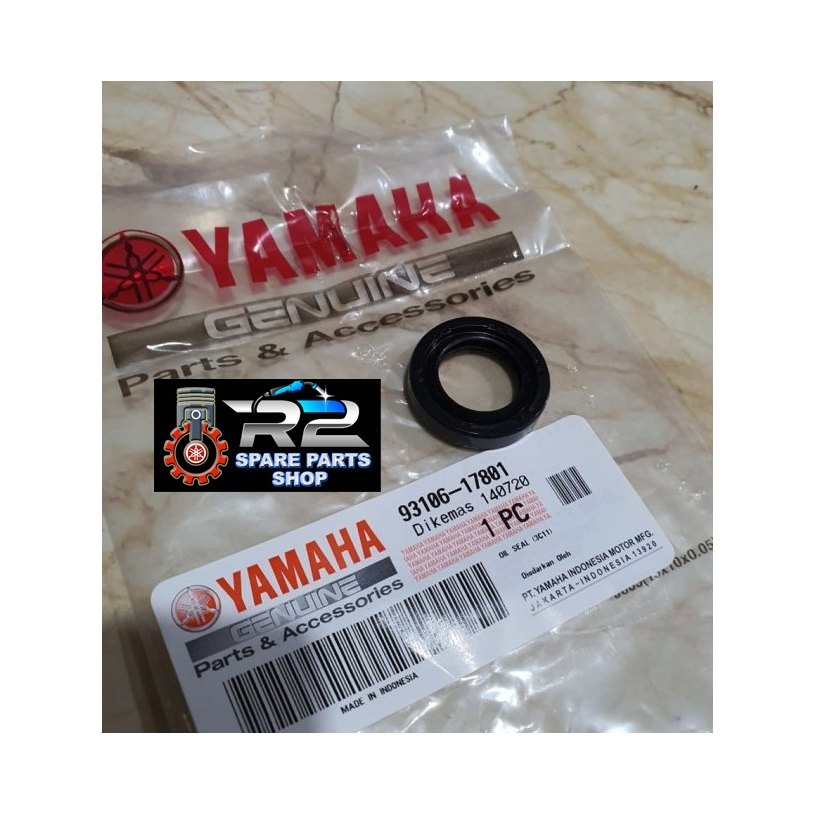 YAMAHA
GENUINE
Parts & Accessories
R2
SPARE PARTS
SHOP
93106-17801
Dikemas 140720
1 PC
OIL SEAL (3C11)
Diedarkan Oleh
PT.YAMAHA INDONESIA MOTOR MFG.
JAKARTA-INDONESIA 13920
YAMAHA
GENUINE
Parts & Accessories
MADE IN INDONESIA